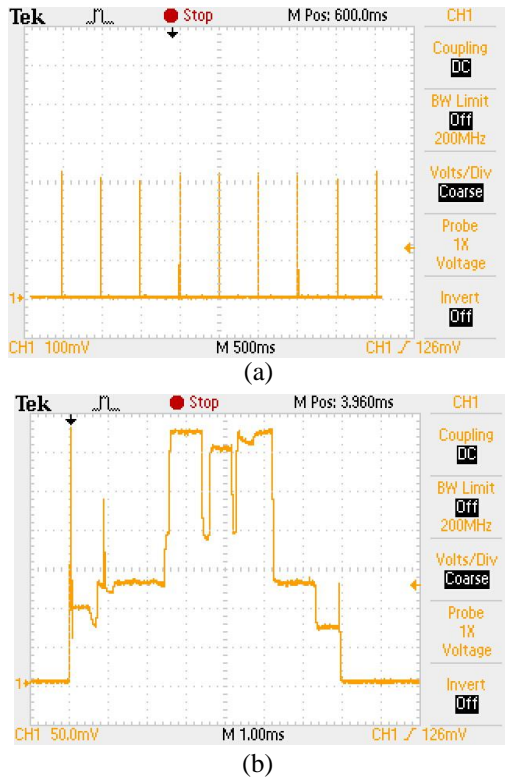 Tek Stop M Pos: 600.0ms CH1
Coupling
DC
BW Limit
Off
200MHz
Volts/Div
Coarse
Probe
1X
Voltage
Invert
Off
1
CH1 100mV M 500ms CH1 126mV
(a)
Tek Stop M Pos: 3.960ms CH1
Coupling
DC
BW Limit
Off
200MHz
Volts/Div
Coarse
Probe
1X
Voltage
Invert
Off
1
CH1 50.0mV M 1.00ms CH1 126mV
(b)